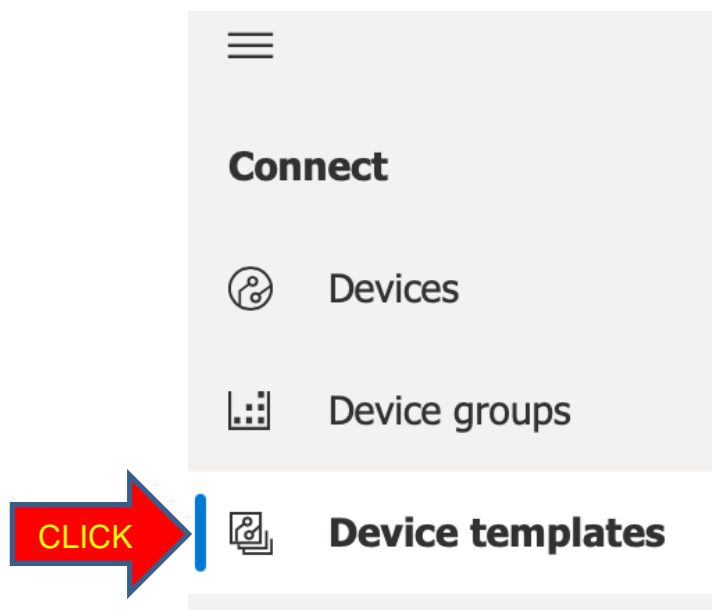 Connect
Devices
Device groups
CLICK
Device templates